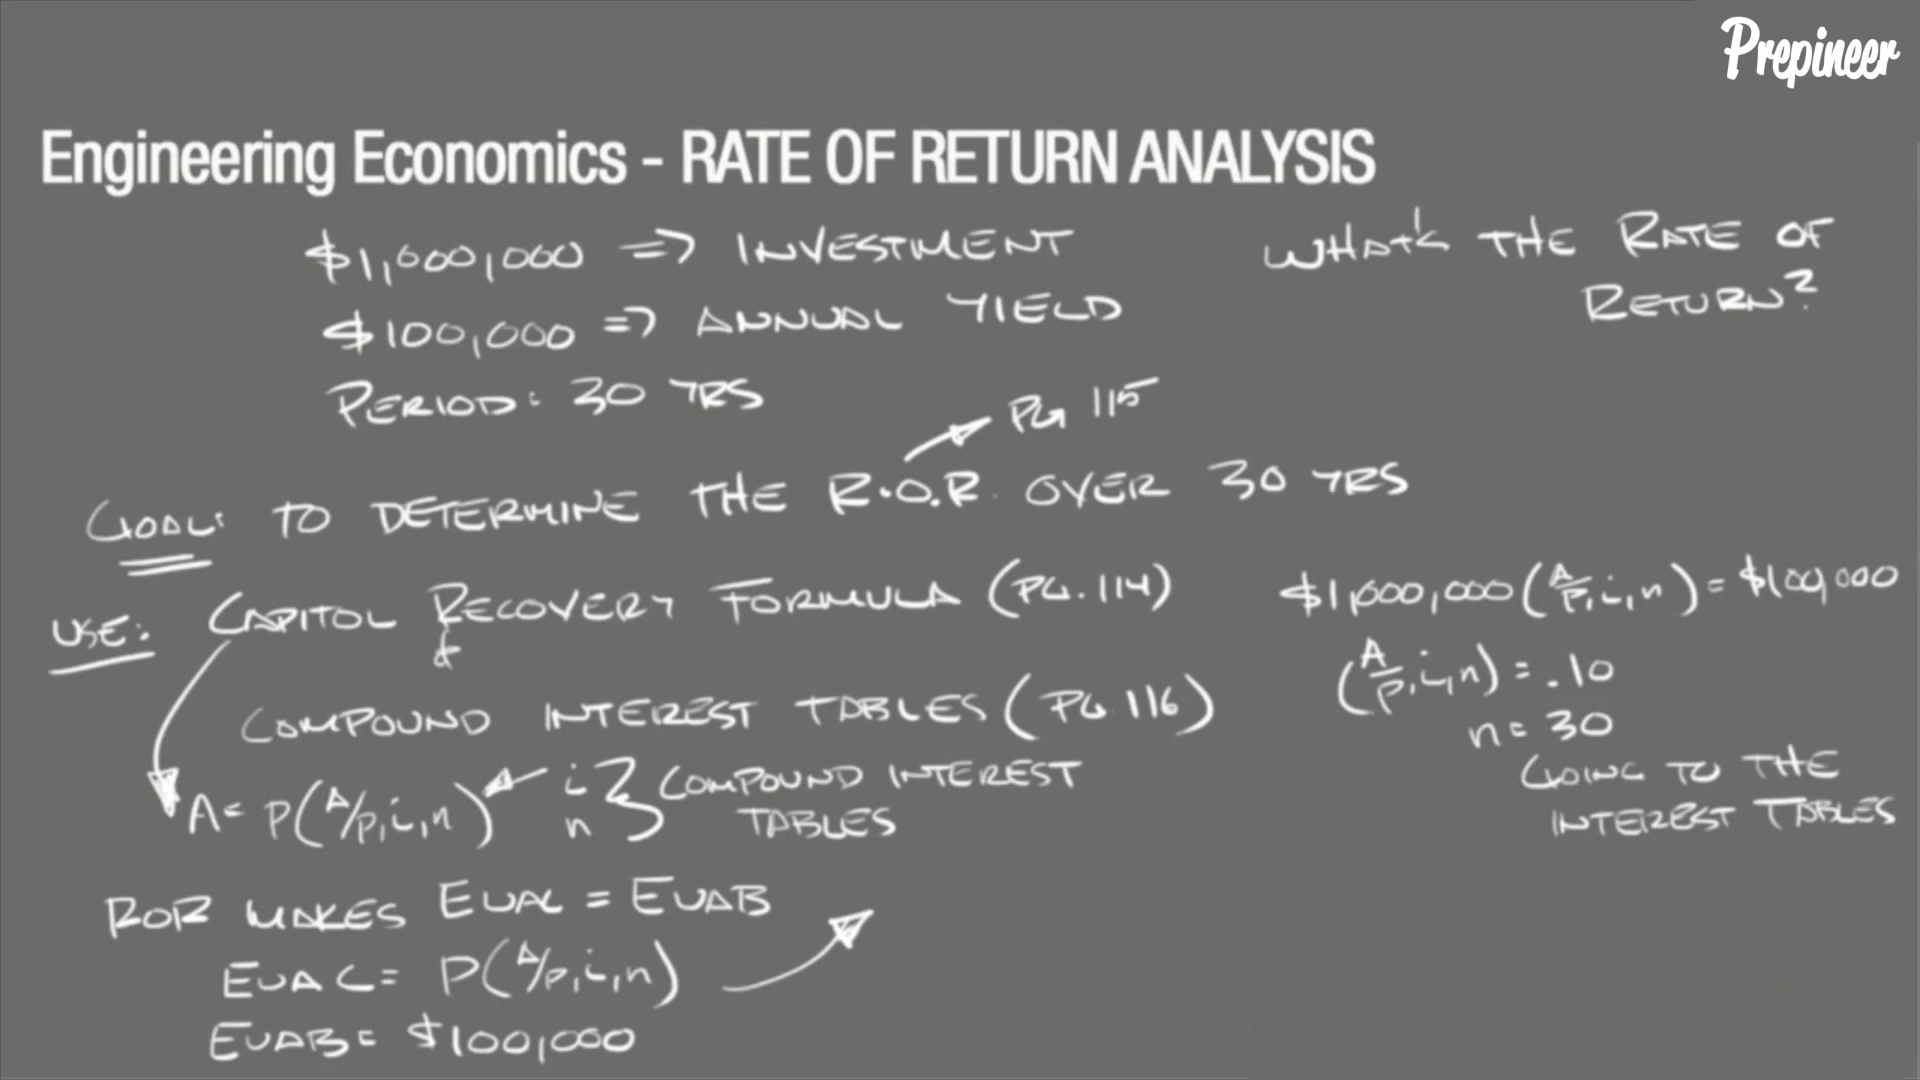 Prepineer
Engineering Economics - RATE OF RETURN ANALYSIS
$1,000,000 => INVESTMENT
WHAT'S THE RATE OF
RETURN?
$100,000 => ANNUAL YIELD
PERIOD: 30 YRS
PG 115
GOAL: TO DETERMINE THE R.O.R. OVER 30 YRS
USE: CAPITOL RECOVERY FORMULA (PG. 114)
&
COMPOUND INTEREST TABLES (PG. 116)
A= P(A/P,i,n)
i
n } COMPOUND INTEREST
TABLES
ROR MAKES EUAC = EUAB
EUAC= P(A/P,i,n)
EUAB= $100,000
$1,000,000(A/P,i,n) = $100,000
(A/P,i,n) = .10
n= 30
GOING TO THE
INTEREST TABLES